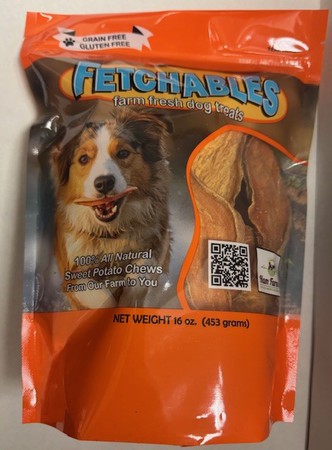 GRAIN FREE
GLUTEN FREE
FETCHABLES
farm fresh dog treats
100% All Natural
Sweet Potato Chews
From Our Farm to You
NET WEIGHT 16 oz. (453 grams)